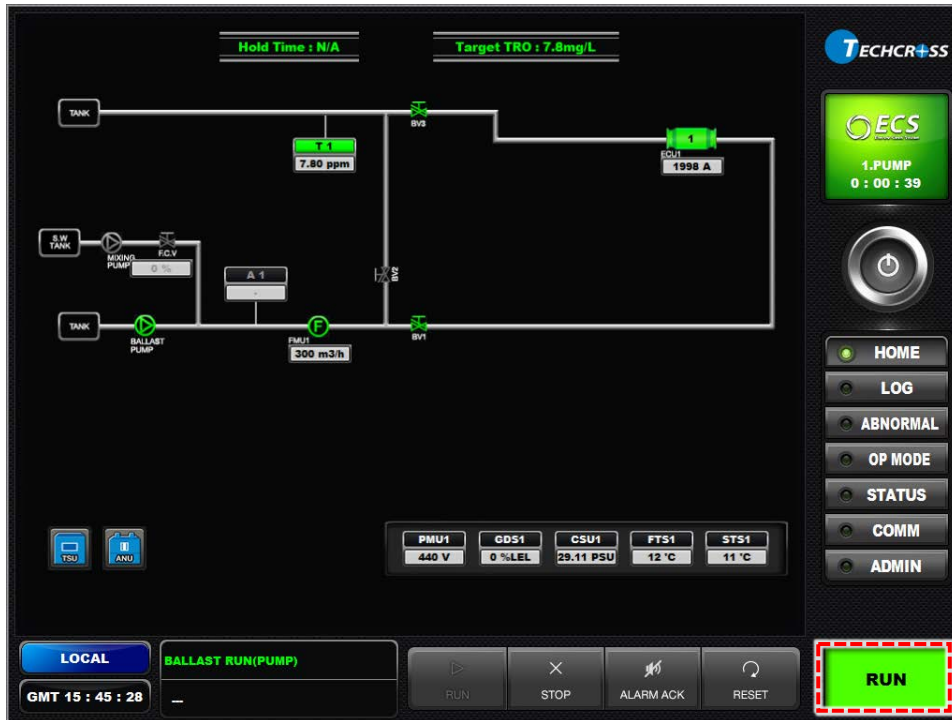 Hold Time : N/A
Target TRO : 7.8mg/L
TECHCROSS
TANK
BV3
T 1
7.80 ppm
1
ECU1
1998 A
ECS
1.PUMP
0 : 00 : 39
S.W
TANK
MIXING
PUMP
F.C.V
0 %
A 1
-
BV2
TANK
BALLAST
PUMP
F
FMU1
300 m3/h
BV1
HOME
LOG
ABNORMAL
OP MODE
STATUS
COMM
ADMIN
TSU
ANU
PMU1
GDS1
CSU1
FTS1
STS1
440 V
0 %LEL
29.11 PSU
12 'C
11 'C
LOCAL
GMT 15 : 45 : 28
BALLAST RUN(PUMP)
--
RUN
STOP
ALARM ACK
RESET
RUN